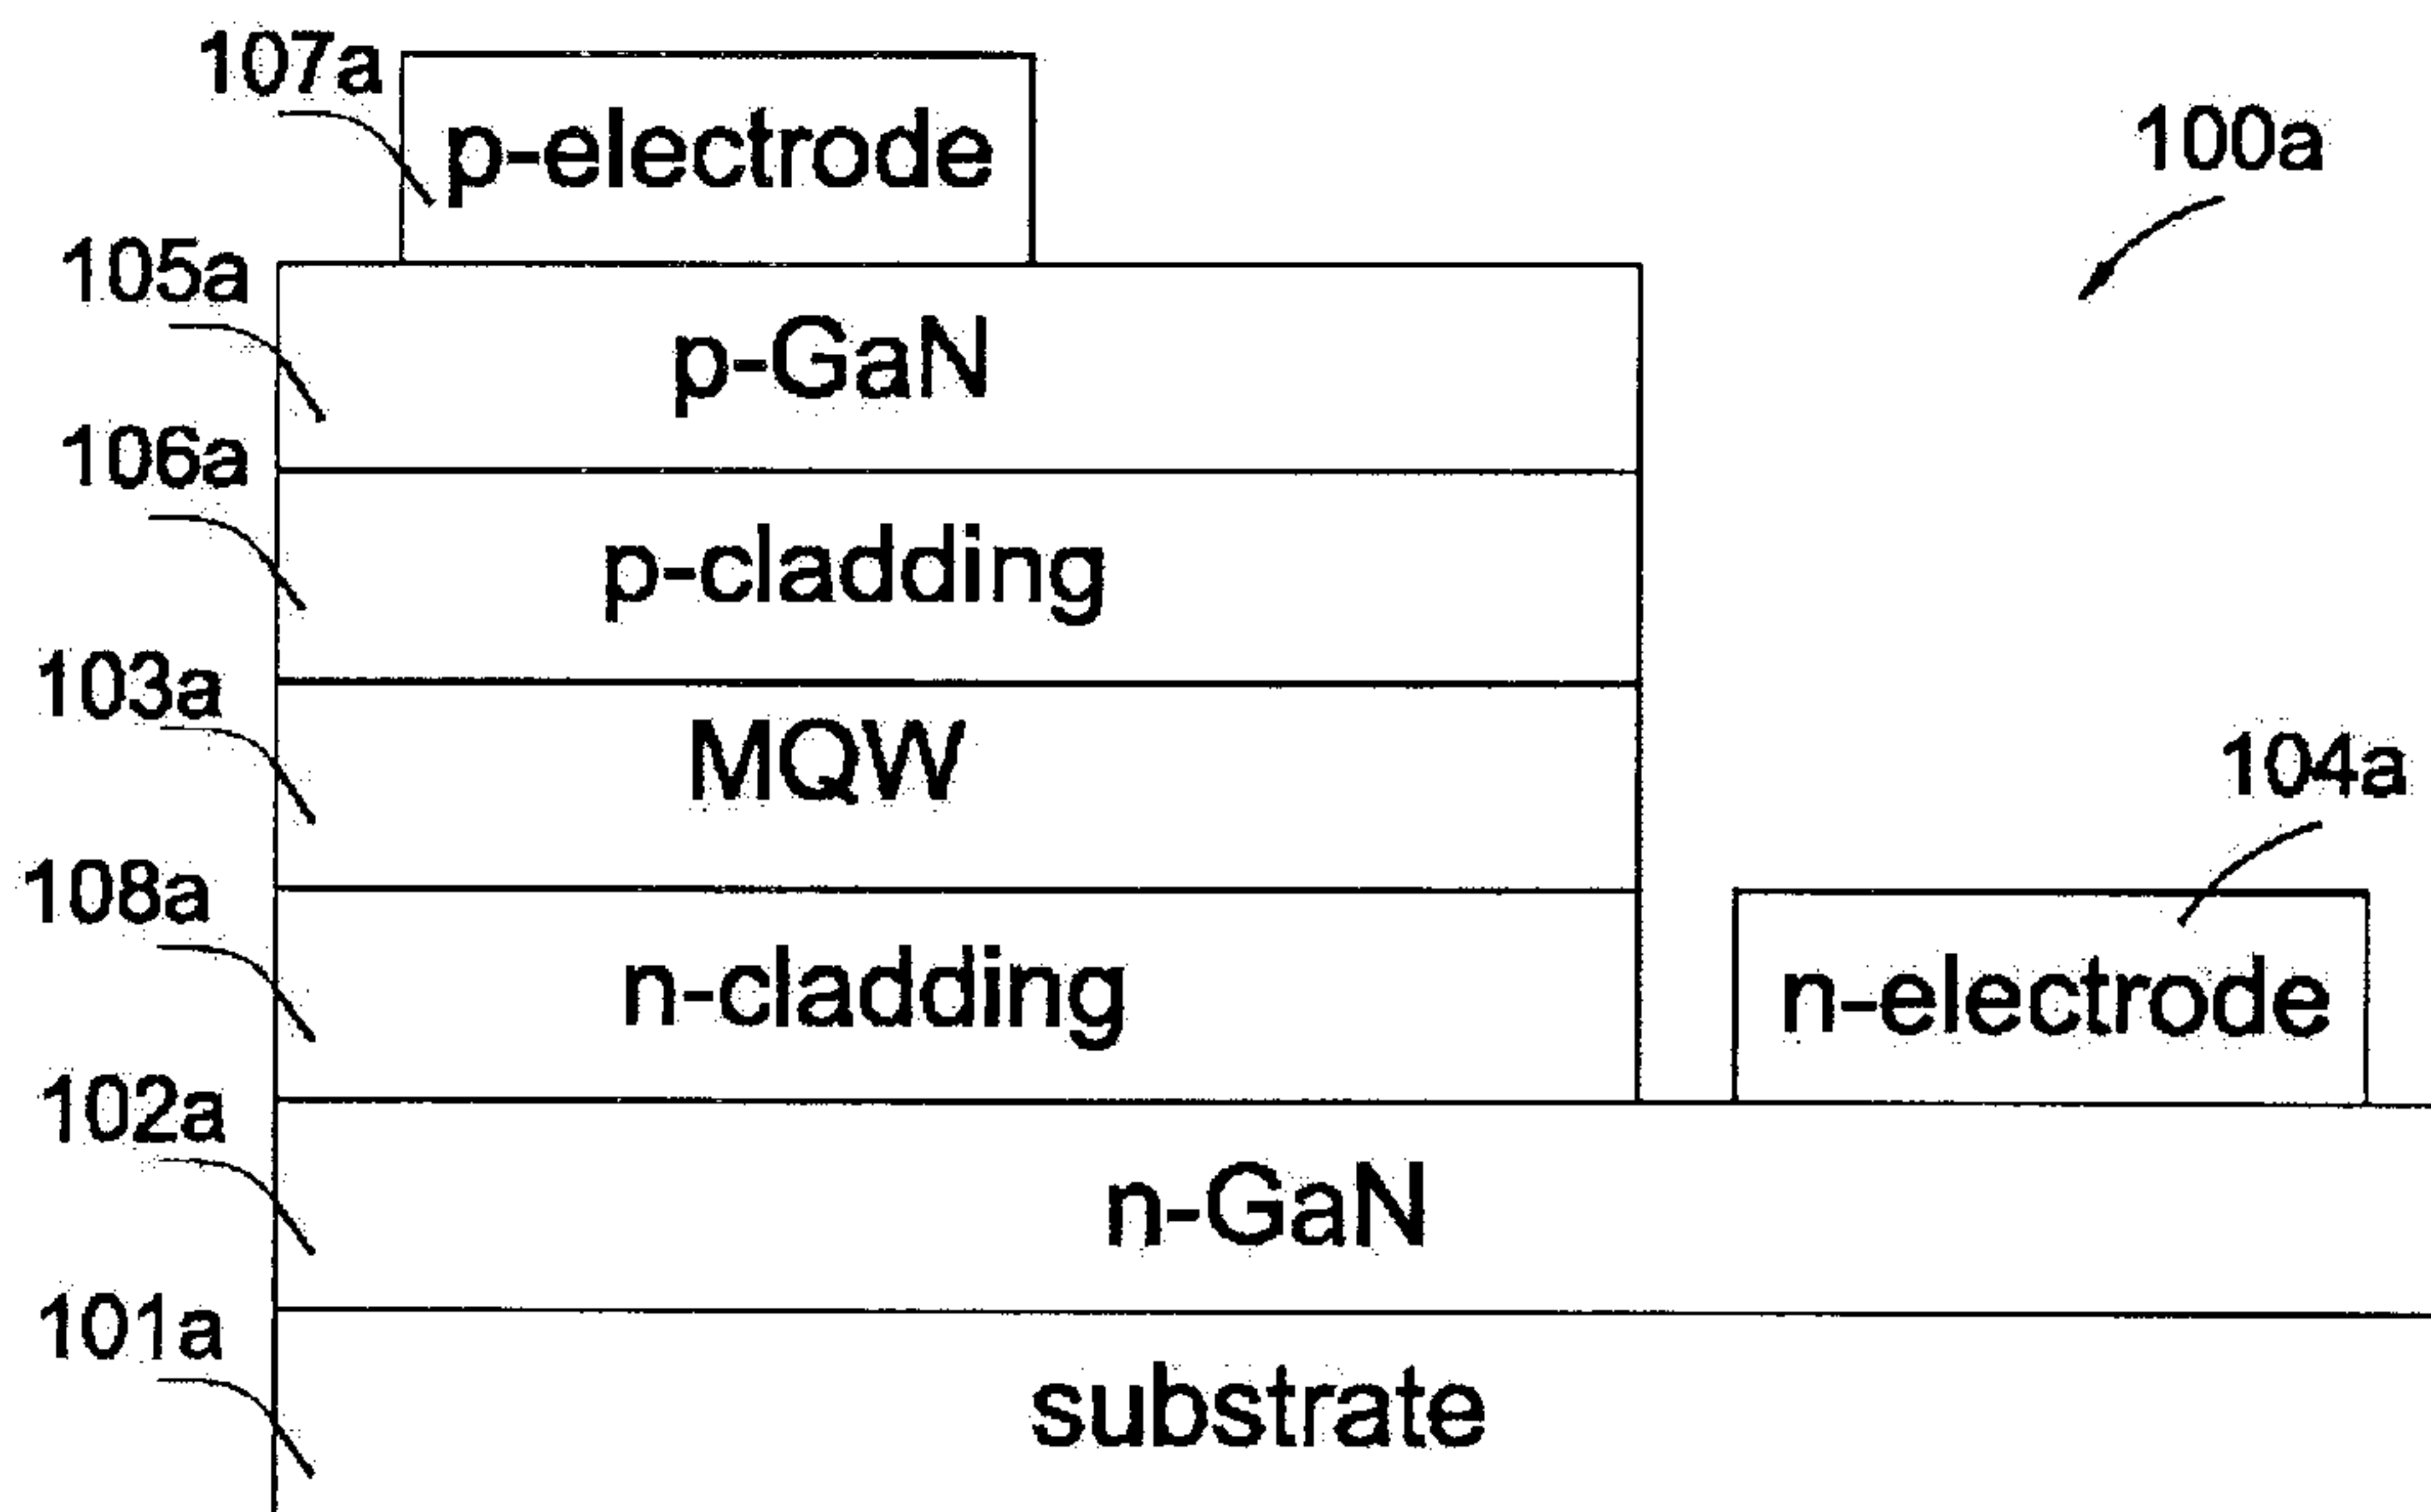 107a
p-electrode
100a
105a
p-GaN
106a
p-cladding
103a
MQW
104a
108a
n-cladding
n-electrode
102a
n-GaN
101a
substrate